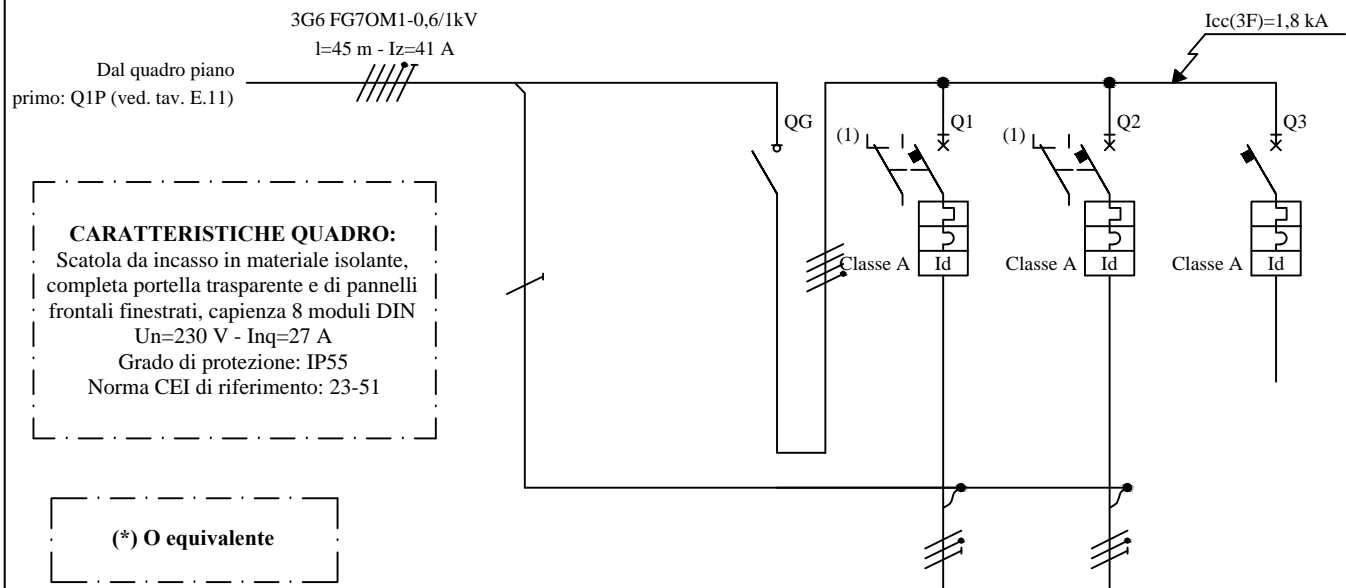 3G6 FG7OM1-0,6/1kV
l=45 m - Iz=41 A
Icc(3F)=1,8 kA
Dal quadro piano
primo: Q1P (ved. tav. E.11)
QG
(1)
Q1
(1)
Q2
Q3
CARATTERISTICHE QUADRO:
Scatola da incasso in materiale isolante,
completa portella trasparente e di pannelli
frontali finestrati, capienza 8 moduli DIN
Un=230 V - Inq=27 A
Grado di protezione: IP55
Norma CEI di riferimento: 23-51
Classe A
Id
Classe A
Id
Classe A
Id
(*) O equivalente